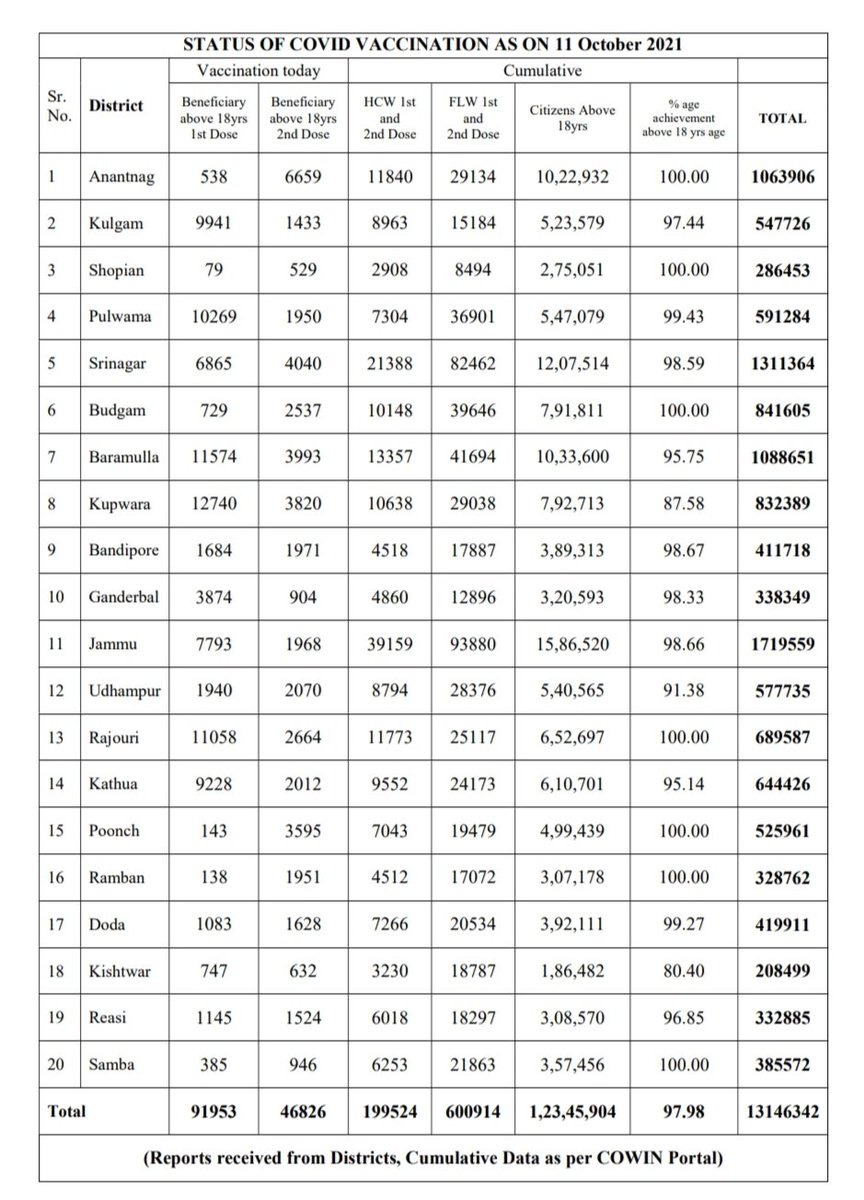 STATUS OF COVID VACCINATION AS ON 11 October 2021
Sr. No. District Vaccination today Cumulative
Beneficiary above 18yrs 1st Dose Beneficiary above 18yrs 2nd Dose HCW 1st and 2nd Dose FLW 1st and 2nd Dose Citizens Above 18yrs % age achievement above 18 yrs age TOTAL
1 Anantnag 538 6659 11840 29134 10,22,932 100.00 1063906
2 Kulgam 9941 1433 8963 15184 5,23,579 97.44 547726
3 Shopian 79 529 2908 8494 2,75,051 100.00 286453
4 Pulwama 10269 1950 7304 36901 5,47,079 99.43 591284
5 Srinagar 6865 4040 21388 82462 12,07,514 98.59 1311364
6 Budgam 729 2537 10148 39646 7,91,811 100.00 841605
7 Baramulla 11574 3993 13357 41694 10,33,600 95.75 1088651
8 Kupwara 12740 3820 10638 29038 7,92,713 87.58 832389
9 Bandipore 1684 1971 4518 17887 3,89,313 98.67 411718
10 Ganderbal 3874 904 4860 12896 3,20,593 98.33 338349
11 Jammu 7793 1968 39159 93880 15,86,520 98.66 1719559
12 Udhampur 1940 2070 8794 28376 5,40,565 91.38 577735
13 Rajouri 11058 2664 11773 25117 6,52,697 100.00 689587
14 Kathua 9228 2012 9552 24173 6,10,701 95.14 644426
15 Poonch 143 3595 7043 19479 4,99,439 100.00 525961
16 Ramban 138 1951 4512 17072 3,07,178 100.00 328762
17 Doda 1083 1628 7266 20534 3,92,111 99.27 419911
18 Kishtwar 747 632 3230 18787 1,86,482 80.40 208499
19 Reasi 1145 1524 6018 18297 3,08,570 96.85 332885
20 Samba 385 946 6253 21863 3,57,456 100.00 385572
Total 91953 46826 199524 600914 1,23,45,904 97.98 13146342
(Reports received from Districts, Cumulative Data as per COWIN Portal)